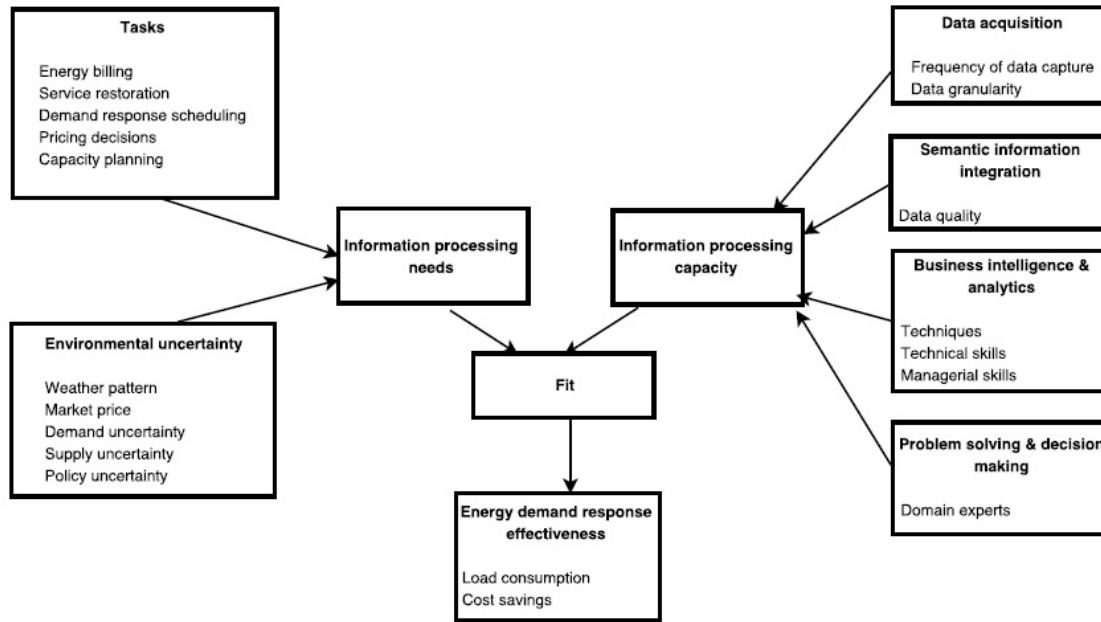 Tasks
Energy billing
Service restoration
Demand response scheduling
Pricing decisions
Capacity planning
Environmental uncertainty
Weather pattern
Market price
Demand uncertainty
Supply uncertainty
Policy uncertainty
Information processing
needs
Information processing
capacity
Fit
Energy demand response
effectiveness
Load consumption
Cost savings
Data acquisition
Frequency of data capture
Data granularity
Semantic information
integration
Data quality
Business intelligence &
analytics
Techniques
Technical skills
Managerial skills
Problem solving & decision
making
Domain experts